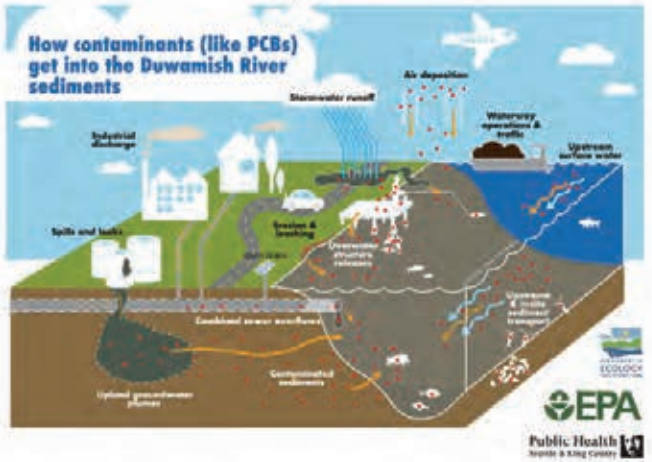 How contaminants (like PCBs)
get into the Duwamish River
sediments
Air deposition
Stormwater runoff
Waterway
operations &
traffic
Industrial
discharge
Upstream
surface water
Spills and leaks
Erosion &
leaching
Overwater
structure
releases
Upstream
& in-situ
sediment
transport
Combined sewer overflows
Contaminated
sediments
Upland groundwater
plumes
ECOLOGY
EPA
Public Health
Seattle & King County